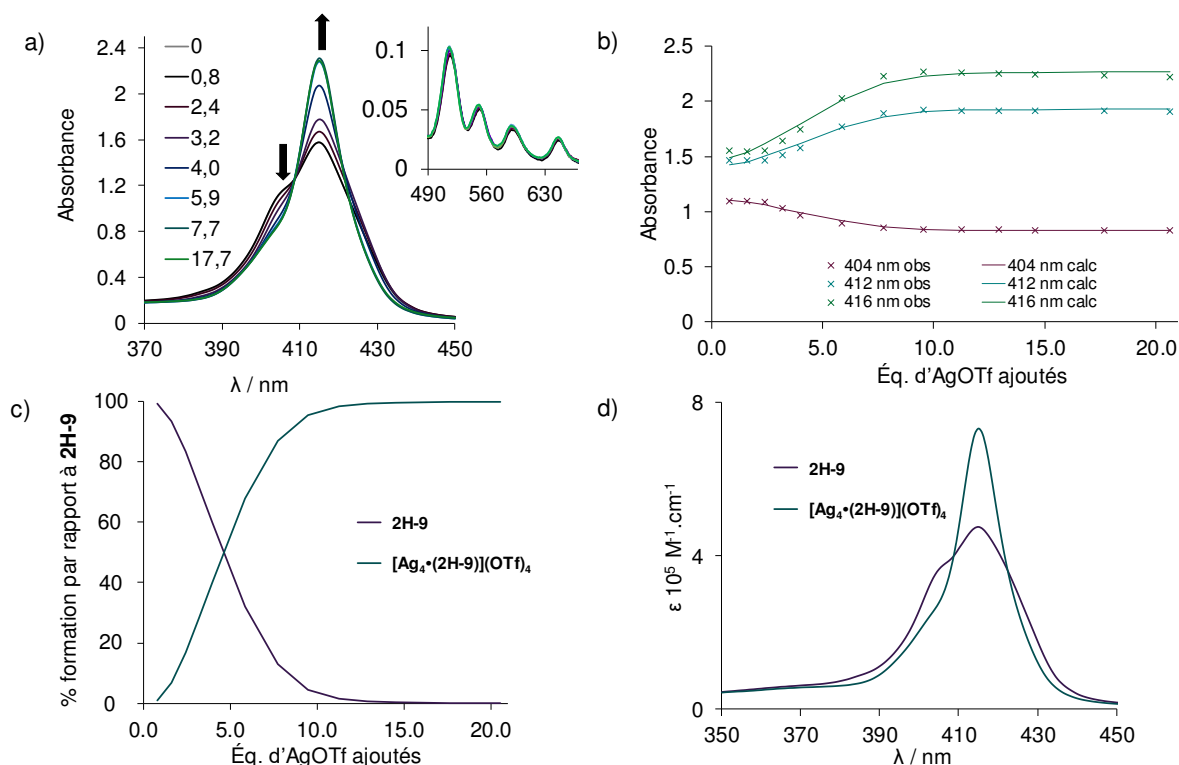 a)
Absorbance
2.4
2
1.6
1.2
0.8
0.4
0
370 390 410 430 450
λ / nm
0
0,8
2,4
3,2
4,0
5,9
7,7
17,7
0.1
0.05
0
490 560 630
b)
Absorbance
2.5
2
1.5
1
0.5
0
0.0 5.0 10.0 15.0 20.0
Éq. d'AgOTf ajoutés
404 nm obs 404 nm calc
412 nm obs 412 nm calc
416 nm obs 416 nm calc
c)
% formation par rapport à 2H-9
100
80
60
40
20
0
0.0 5.0 10.0 15.0 20.0
Éq. d'AgOTf ajoutés
2H-9
[Ag4•(2H-9)](OTf)4
d)
ε 10⁵ M⁻¹.cm⁻¹
8
4
0
350 370 390 410 430 450
λ / nm
2H-9
[Ag4•(2H-9)](OTf)4